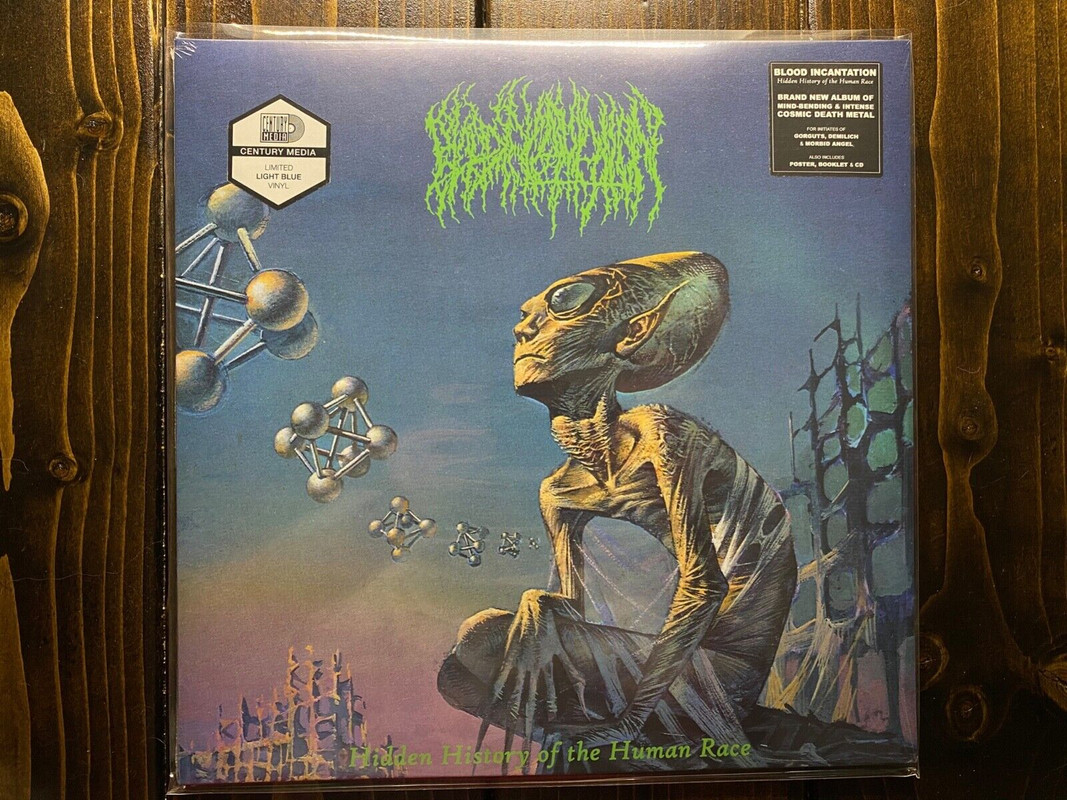 CENTURY
MEDIA
CENTURY MEDIA
LIMITED
LIGHT BLUE
VINYL
BLOOD INCANTATION
BLOOD INCANTATION
Hidden History of the Human Race
BRAND NEW ALBUM OF
MIND-BENDING & INTENSE
COSMIC DEATH METAL
FOR INITIATES OF
GORGUTS, DEMILICH
& MORBID ANGEL
ALSO INCLUDES
POSTER, BOOKLET & CD
Hidden History of the Human Race